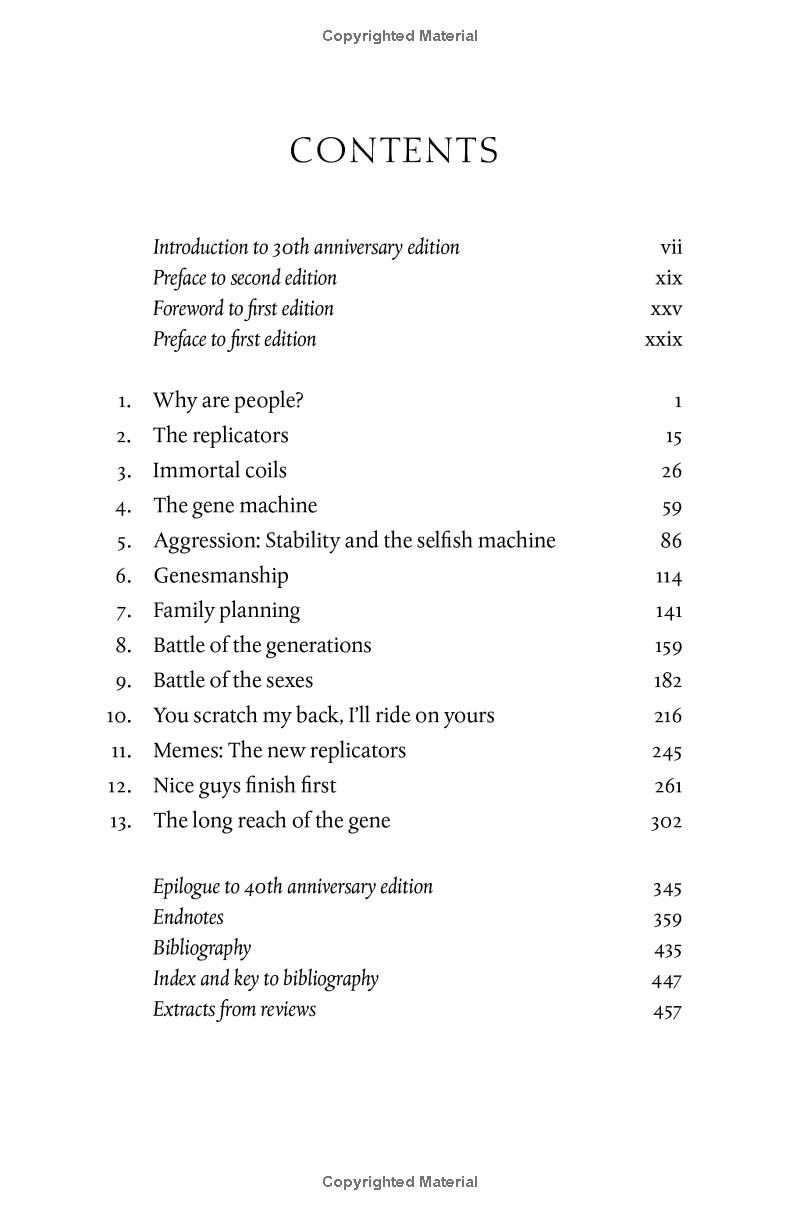 Copyrighted Material
CONTENTS
Introduction to 30th anniversary edition vii
Preface to second edition xix
Foreword to first edition xxv
Preface to first edition xxix
1. Why are people? 1
2. The replicators 15
3. Immortal coils 26
4. The gene machine 59
5. Aggression: Stability and the selfish machine 86
6. Genesmanship 114
7. Family planning 141
8. Battle of the generations 159
9. Battle of the sexes 182
10. You scratch my back, I’ll ride on yours 216
11. Memes: The new replicators 245
12. Nice guys finish first 261
13. The long reach of the gene 302
Epilogue to 40th anniversary edition 345
Endnotes 359
Bibliography 435
Index and key to bibliography 447
Extracts from reviews 457
Copyrighted Material